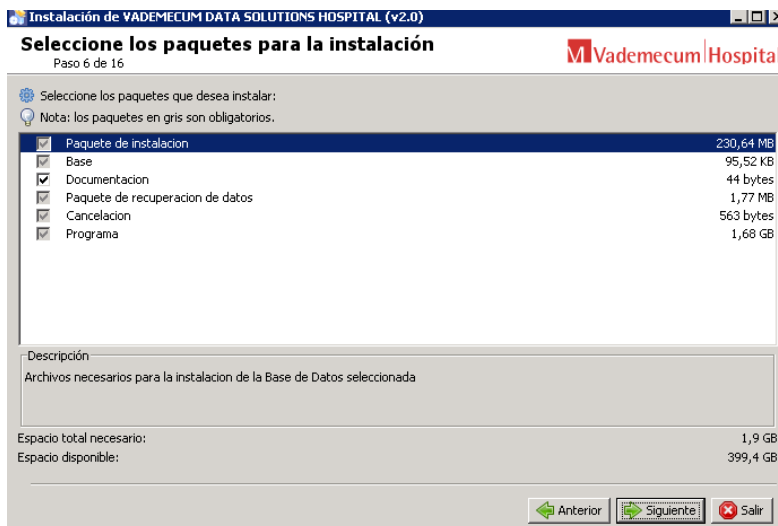 Instalación de VADEMECUM DATA SOLUTIONS HOSPITAL (v2.0)
Seleccione los paquetes para la instalación
Paso 6 de 16
Vademecum Hospital
Seleccione los paquetes que desea instalar:
Nota: los paquetes en gris son obligatorios.
Paquete de instalacion 230,64 MB
Base 95,52 KB
Documentacion 44 bytes
Paquete de recuperacion de datos 1,77 MB
Cancelacion 563 bytes
Programa 1,68 GB
Descripción
Archivos necesarios para la instalacion de la Base de Datos seleccionada
Espacio total necesario: 1,9 GB
Espacio disponible: 399,4 GB
Anterior Siguiente Salir